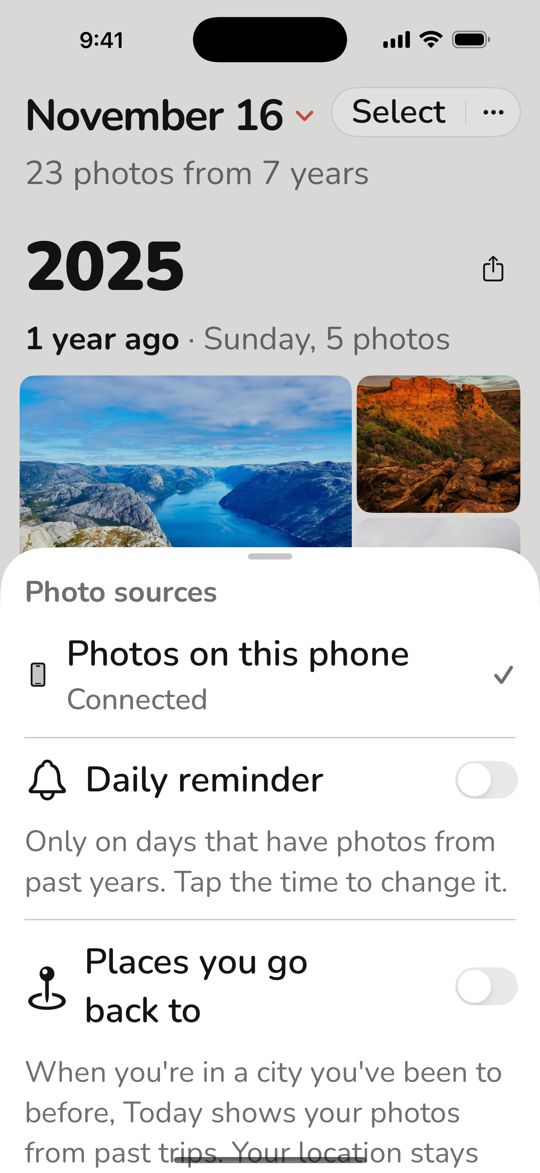 9:41
November 16
Select
23 photos from 7 years
2025
1 year ago · Sunday, 5 photos
Photo sources
Photos on this phone
Connected
Daily reminder
Only on days that have photos from
past years. Tap the time to change it.
Places you go
back to
When you're in a city you've been to
before, Today shows your photos
from past trips. Your location stays